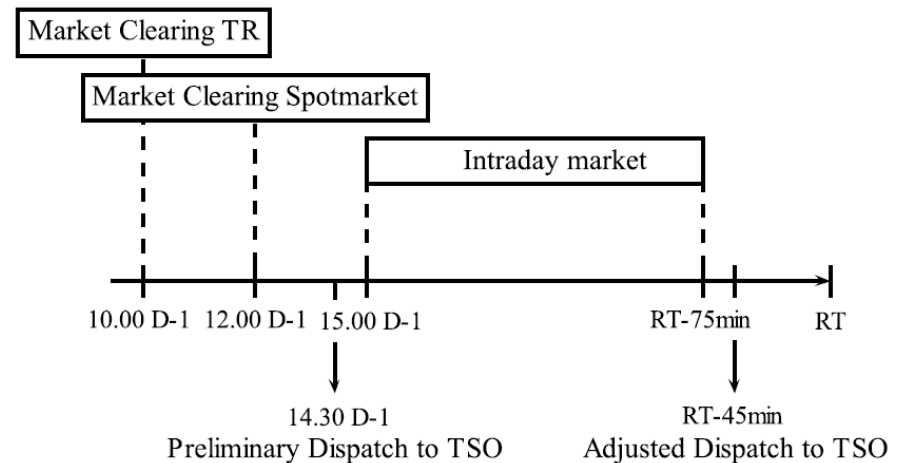 Market Clearing TR
Market Clearing Spotmarket
Intraday market
10.00 D-1
12.00 D-1
15.00 D-1
RT-75min
RT
14.30 D-1
Preliminary Dispatch to TSO
RT-45min
Adjusted Dispatch to TSO